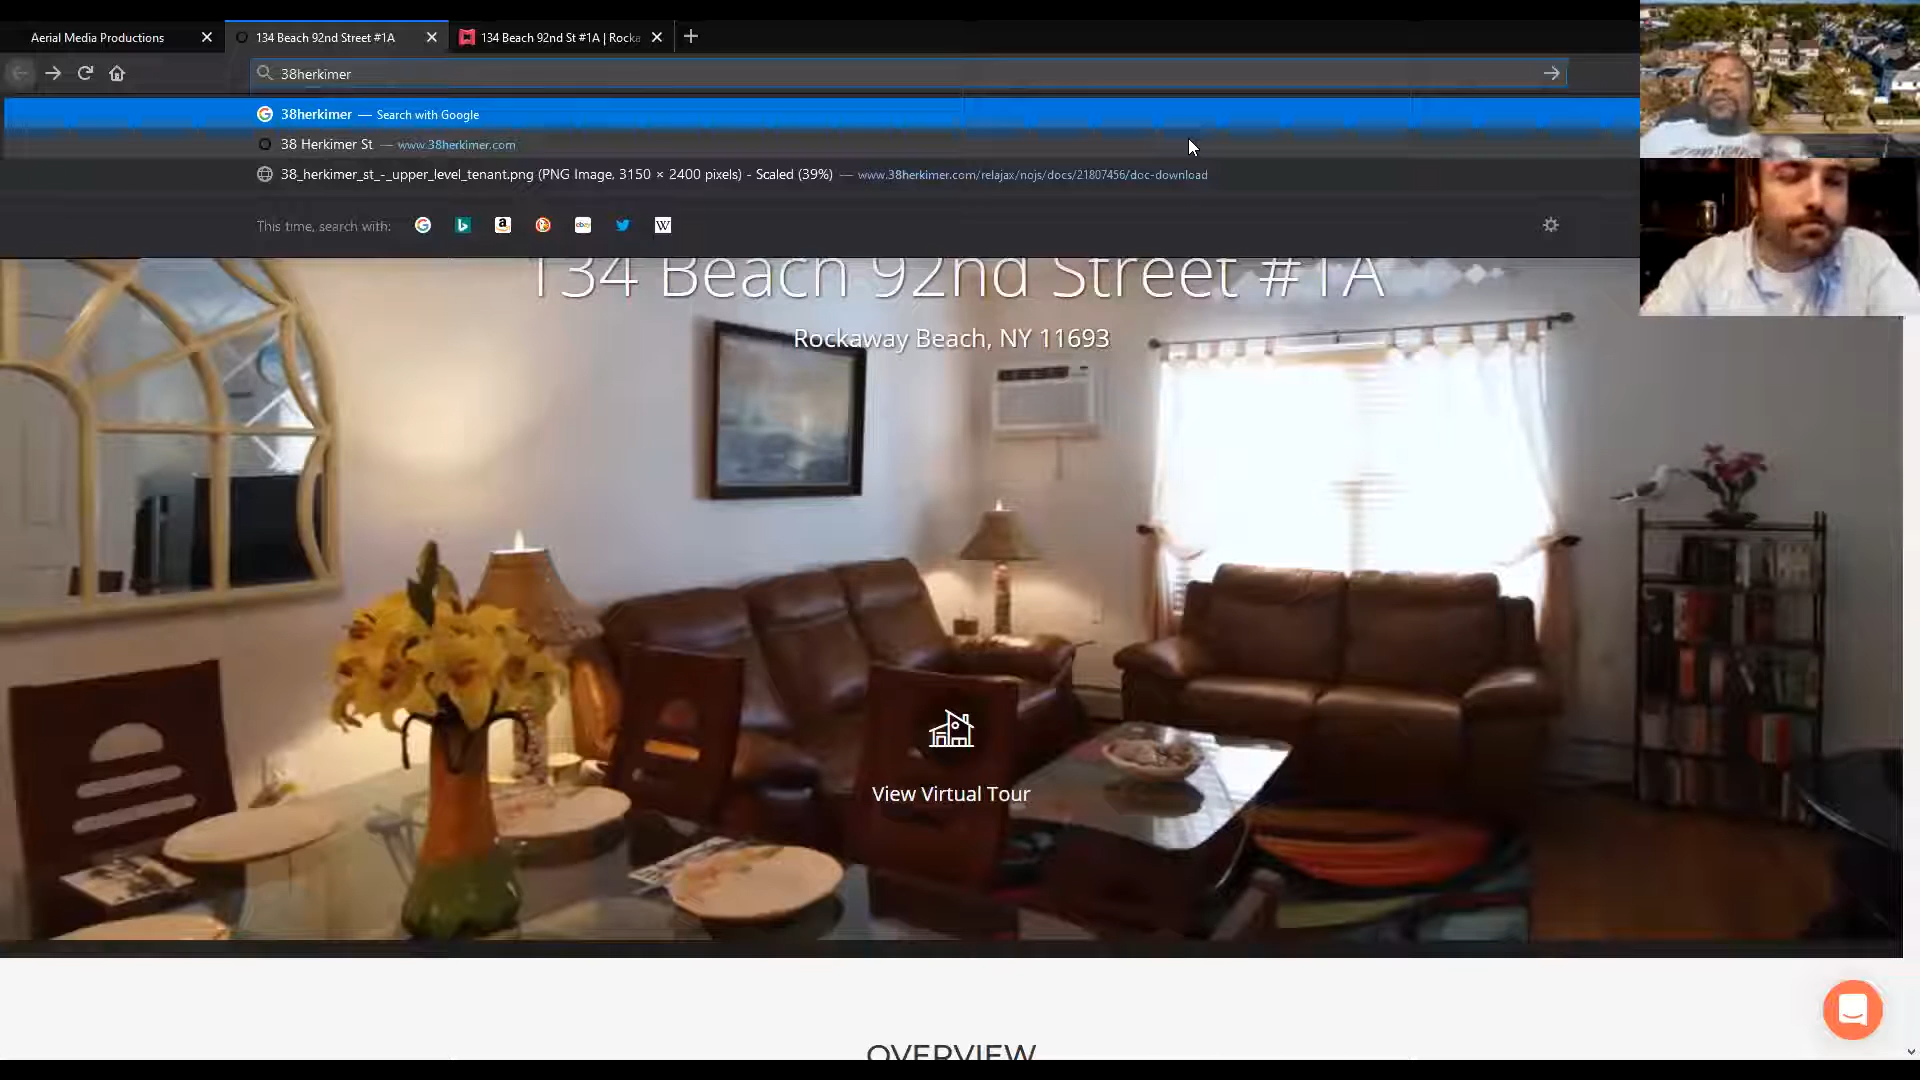 Aerial Media Productions
134 Beach 92nd Street #1A
134 Beach 92nd St #1A | Rocka
38herkimer
38herkimer — Search with Google
38 Herkimer St — www.38herkimer.com
38_herkimer_st_-_upper_level_tenant.png (PNG Image, 3150 × 2400 pixels) - Scaled (39%) — www.38herkimer.com/relajax/nojs/docs/21807456/doc-download
This time, search with:
ebay
W
134 Beach 92nd Street #1A
Rockaway Beach, NY 11693
View Virtual Tour
OVERVIEW